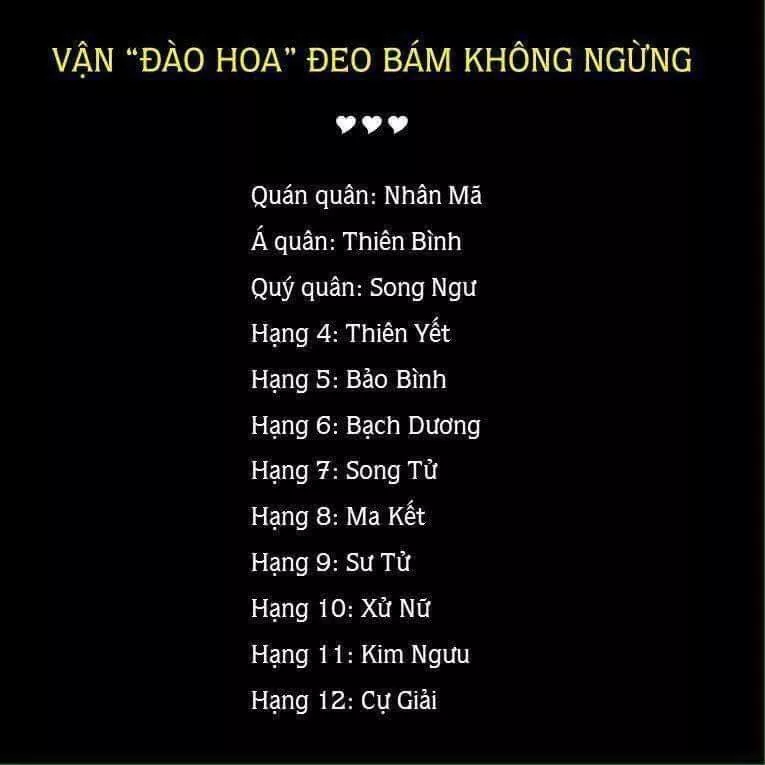 VẬN “ĐÀO HOA” ĐEO BÁM KHÔNG NGỪNG
Quán quân: Nhân Mã
Á quân: Thiên Bình
Quý quân: Song Ngư
Hạng 4: Thiên Yết
Hạng 5: Bảo Bình
Hạng 6: Bạch Dương
Hạng 7: Song Tử
Hạng 8: Ma Kết
Hạng 9: Sư Tử
Hạng 10: Xử Nữ
Hạng 11: Kim Ngưu
Hạng 12: Cự Giải